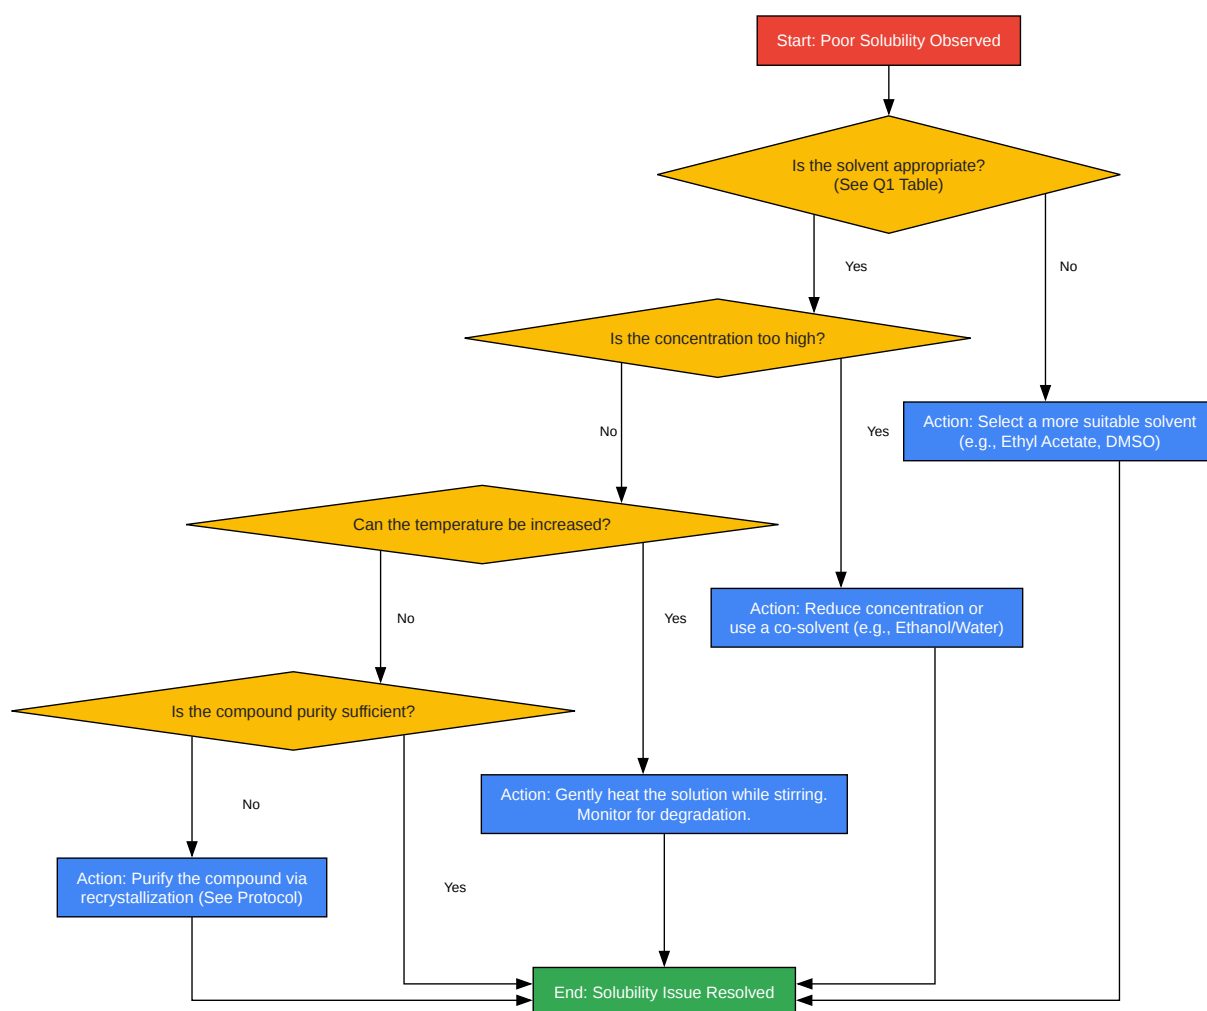 Start: Poor Solubility Observed
Is the solvent appropriate?
(See Q1 Table)
Yes
No
Is the concentration too high?
No
Yes
Action: Select a more suitable solvent
(e.g., Ethyl Acetate, DMSO)
Can the temperature be increased?
No
Yes
Action: Reduce concentration or
use a co-solvent (e.g., Ethanol/Water)
Is the compound purity sufficient?
No
Yes
Action: Gently heat the solution while stirring.
Monitor for degradation.
Action: Purify the compound via
recrystallization (See Protocol)
End: Solubility Issue Resolved